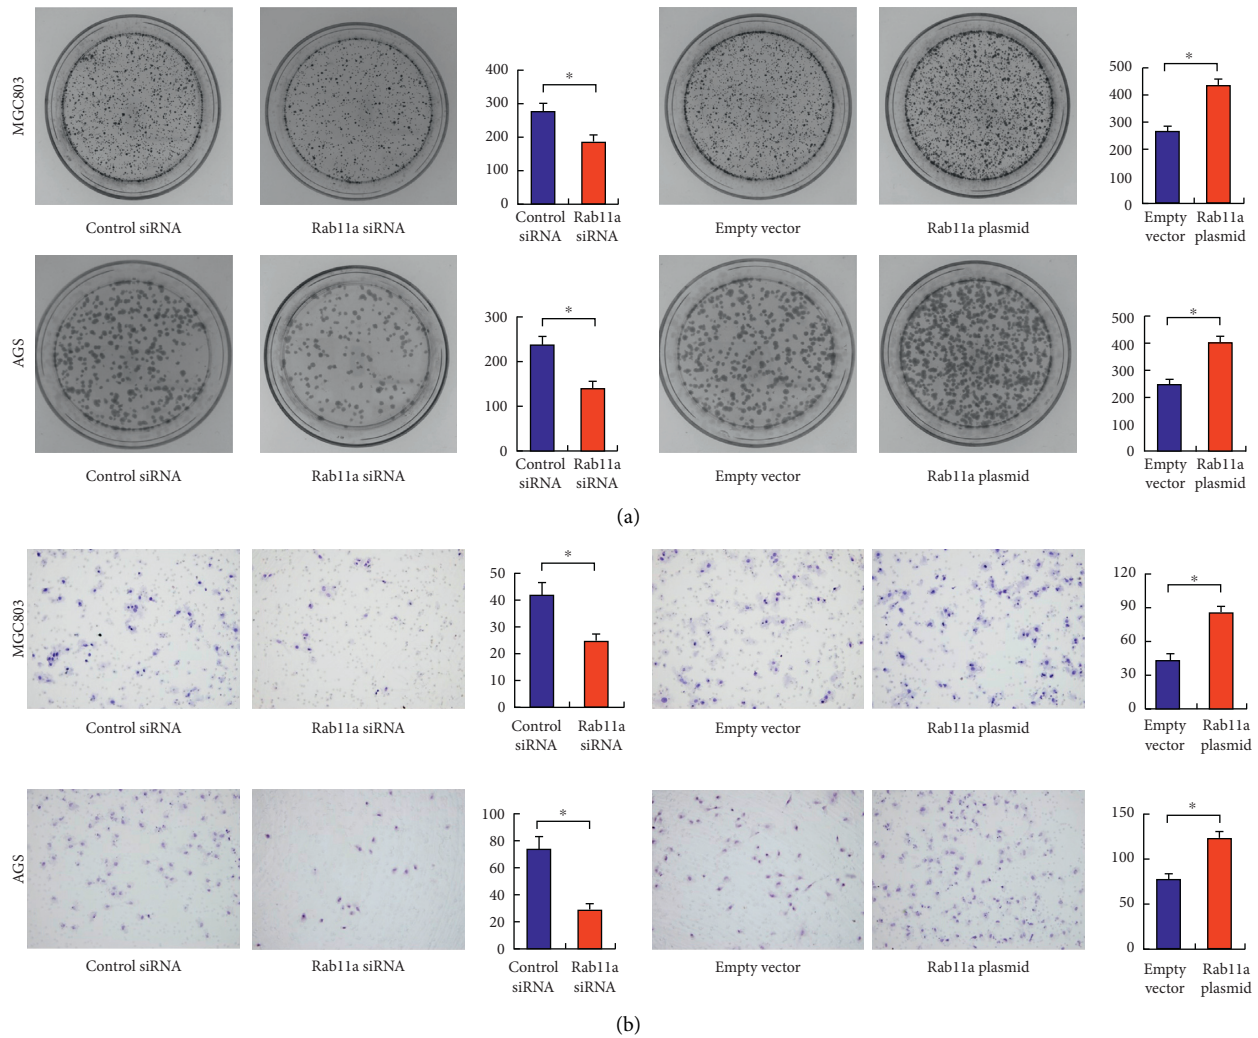 MGC803
Control siRNA
Rab11a siRNA
400
300
200
100
0
*
Control
siRNA
Rab11a
siRNA
Empty vector
Rab11a plasmid
500
400
300
200
100
0
*
Empty
vector
Rab11a
plasmid
AGS
Control siRNA
Rab11a siRNA
300
200
100
0
*
Control
siRNA
Rab11a
siRNA
Empty vector
Rab11a plasmid
500
400
300
200
100
0
*
Empty
vector
Rab11a
plasmid
(a)
MGC803
Control siRNA
Rab11a siRNA
50
40
30
20
10
0
*
Control
siRNA
Rab11a
siRNA
Empty vector
Rab11a plasmid
120
90
60
30
0
*
Empty
vector
Rab11a
plasmid
AGS
Control siRNA
Rab11a siRNA
100
80
60
40
20
0
*
Control
siRNA
Rab11a
siRNA
Empty vector
Rab11a plasmid
150
100
50
0
*
Empty
vector
Rab11a
plasmid
(b)